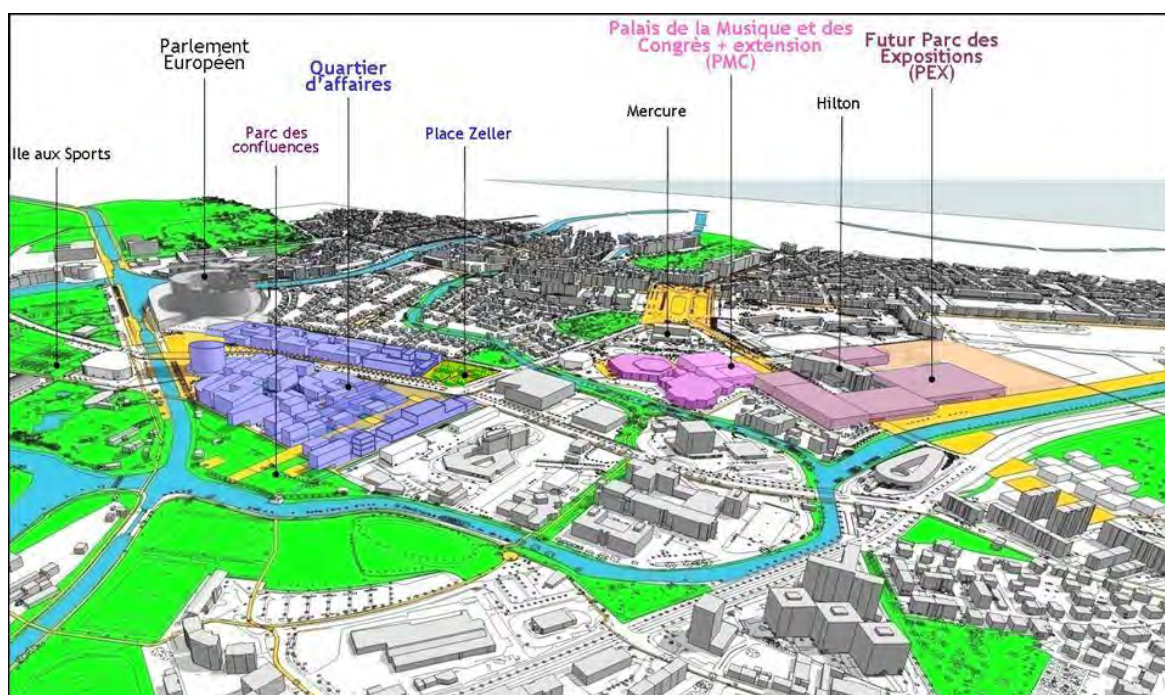 Parlement
Européen
Quartier
d'affaires
Palais de la Musique et des
Congrès + extension
(PMC)
Futur Parc des
Expositions
(PEX)
Ile aux Sports
Parc des
confluences
Place Zeller
Mercure
Hilton